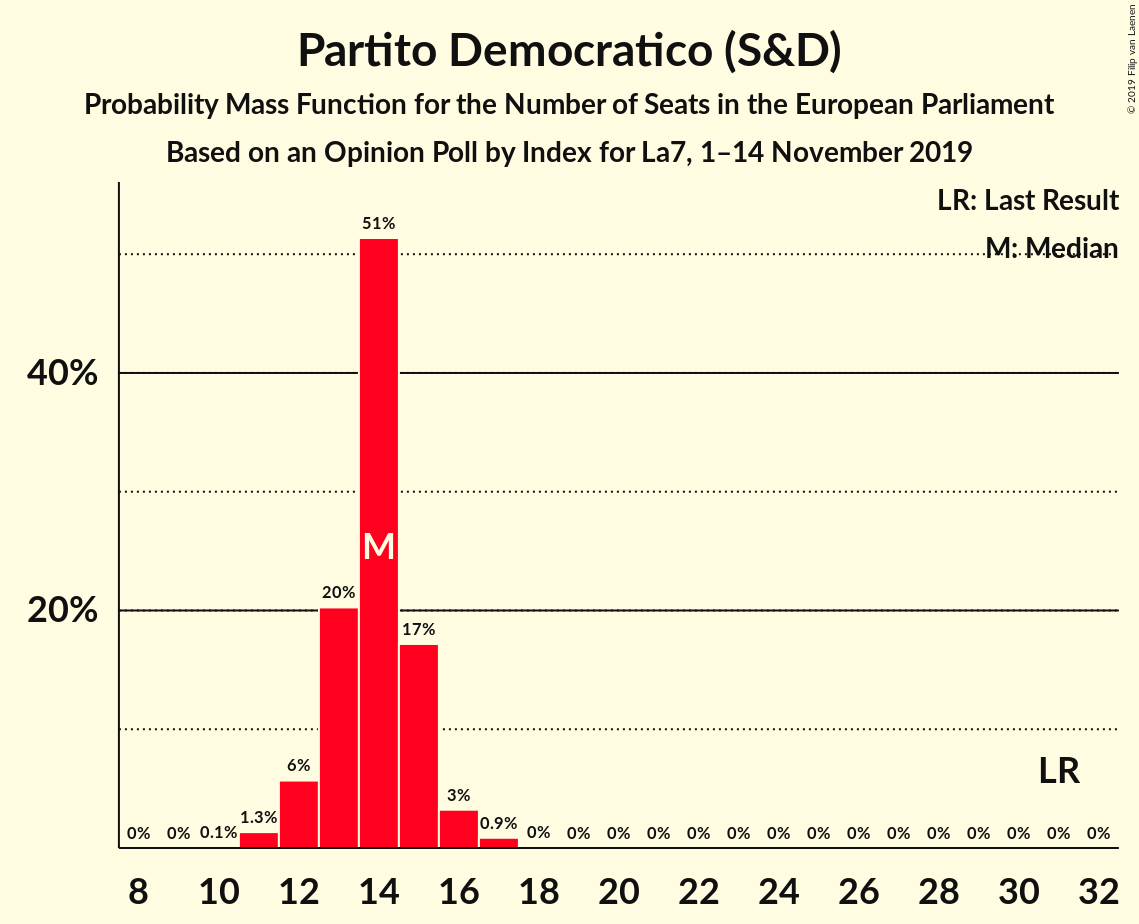 Partito Democratico (S&D)
Probability Mass Function for the Number of Seats in the European Parliament
Based on an Opinion Poll by Index for La7, 1–14 November 2019
© 2019 Filip van Laenen
LR: Last Result
M: Median
51%
40%
M
20%
20%
17%
6%
LR
3%
1.3%
0.9%
0% 0% 0.1% 0% 0% 0% 0% 0% 0% 0% 0% 0% 0% 0% 0% 0% 0% 0%
8 10 12 14 16 18 20 22 24 26 28 30 32